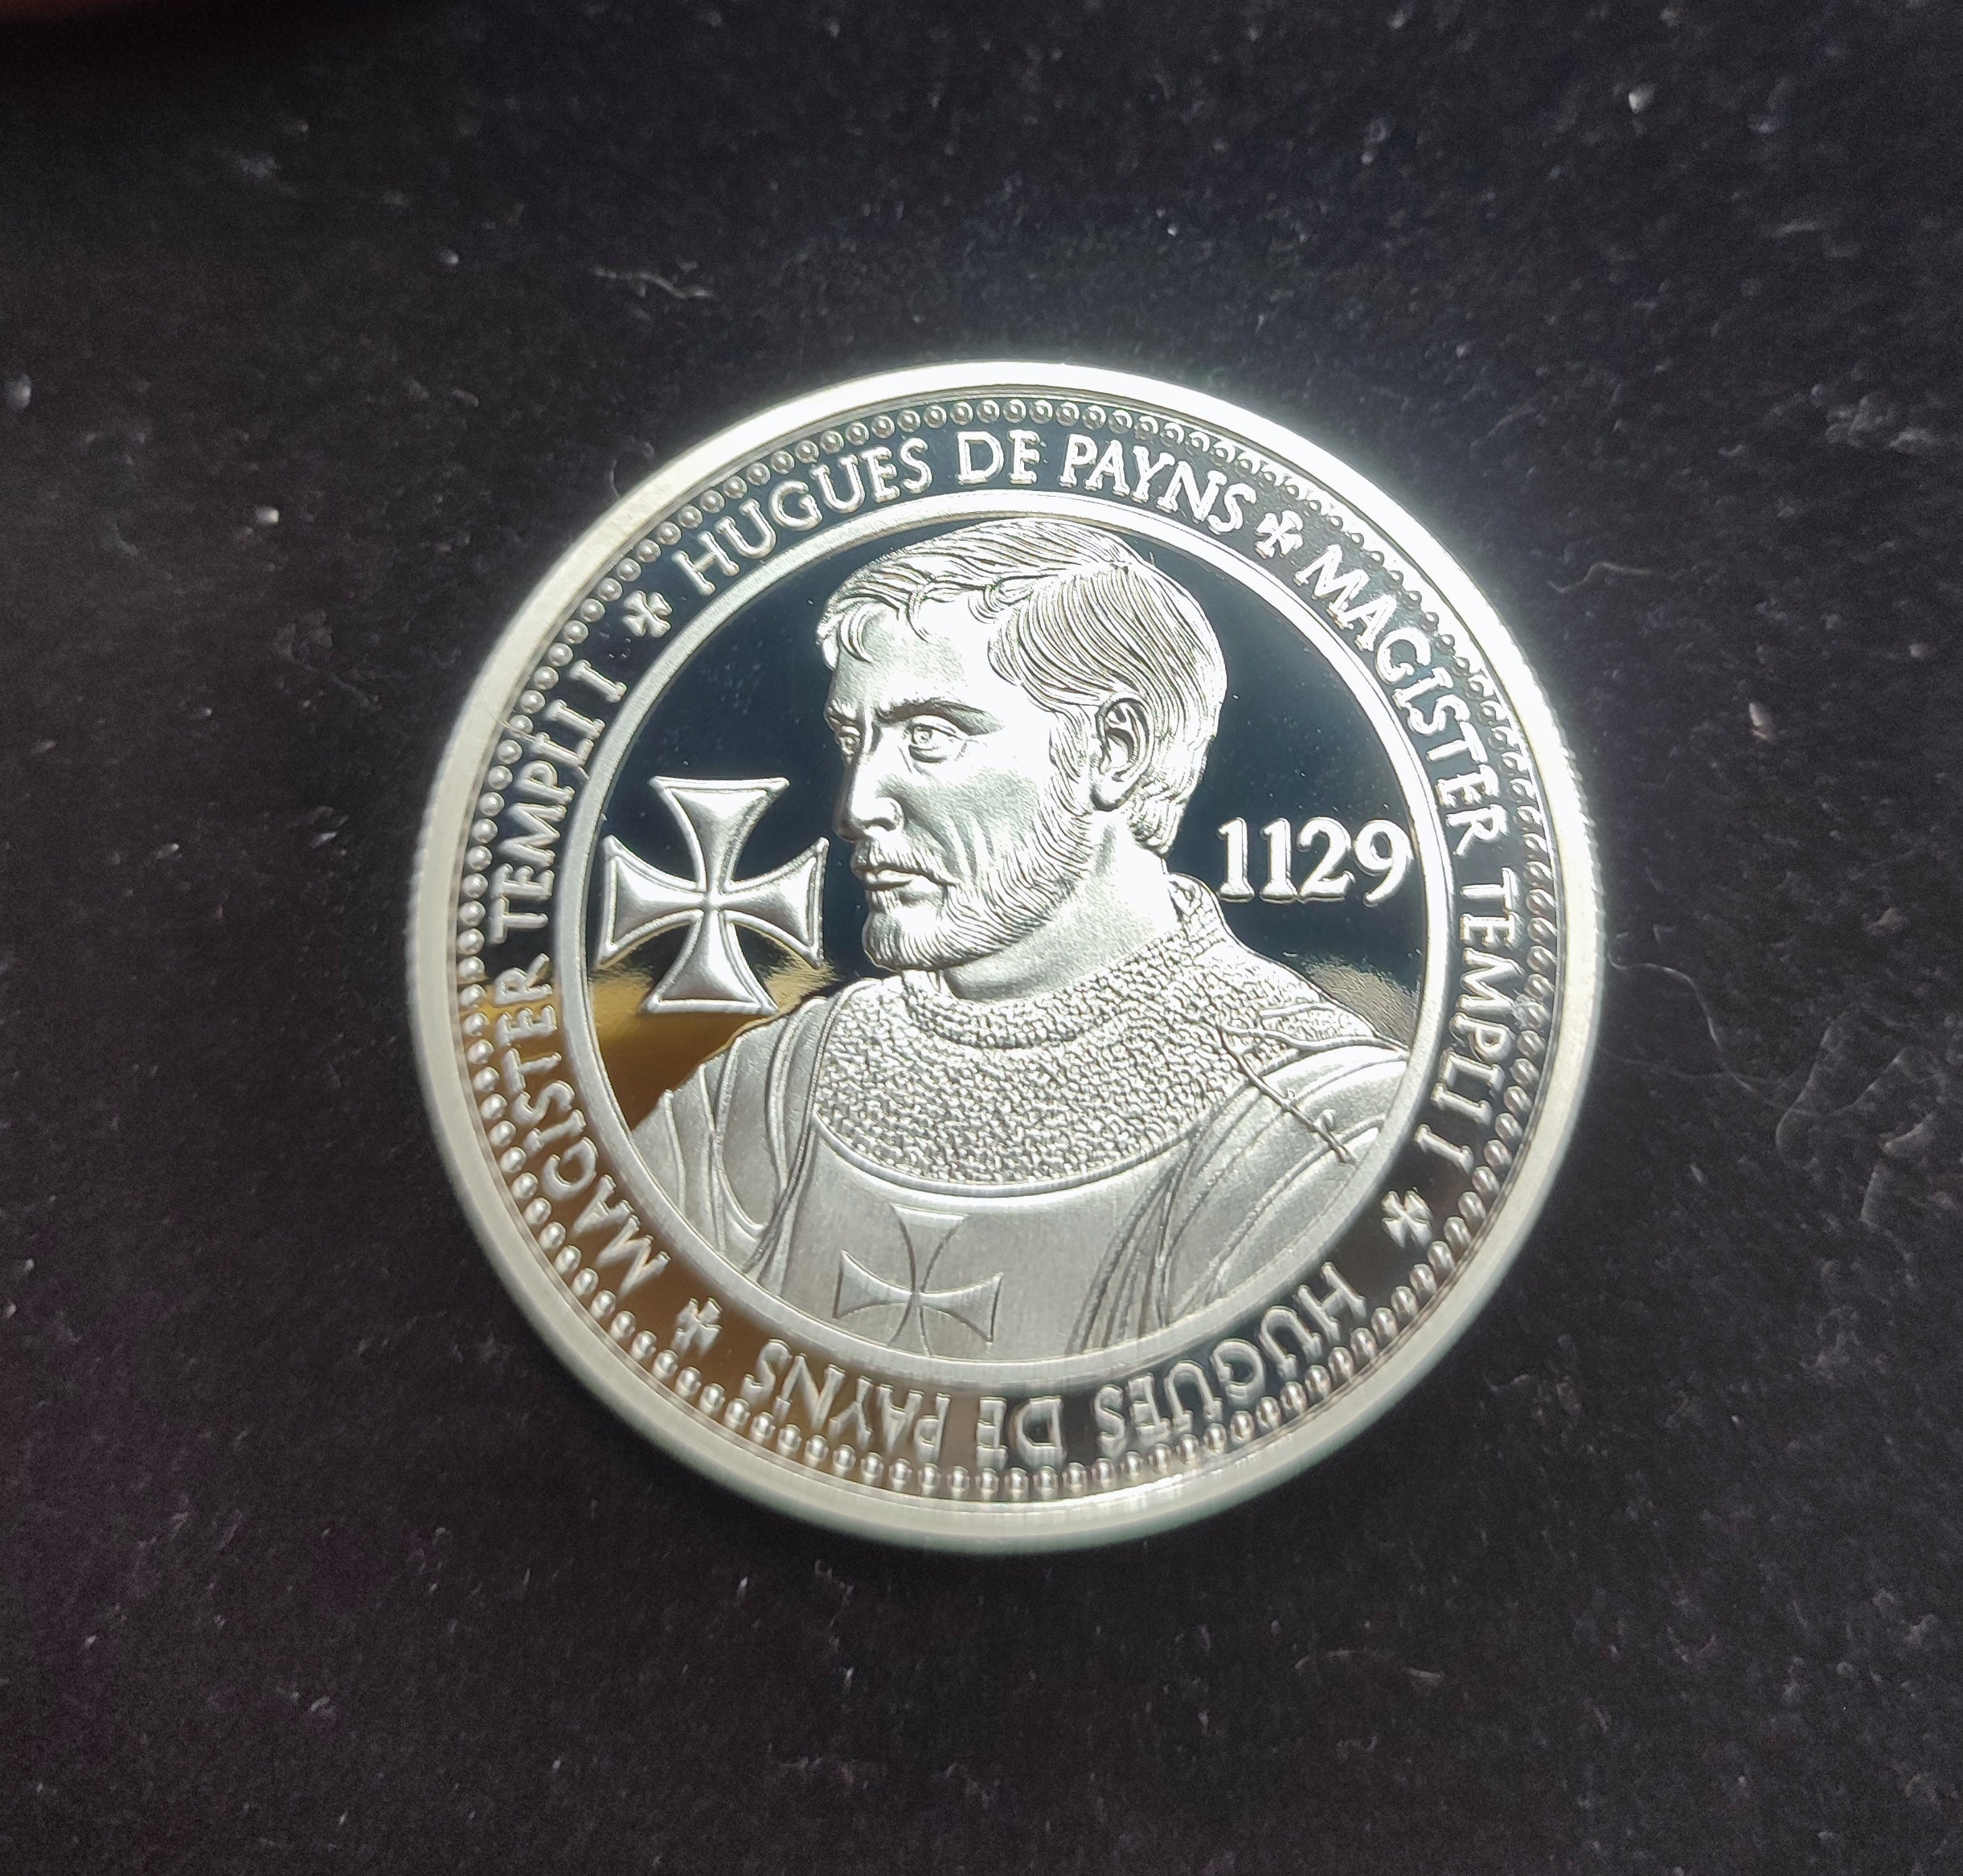 HUGUES DE PAYNS ✠ MAGISTER TEMPLI I ✠ HUGUES DE PAYNS ✠ MAGISTER TEMPLI I ✠
1129